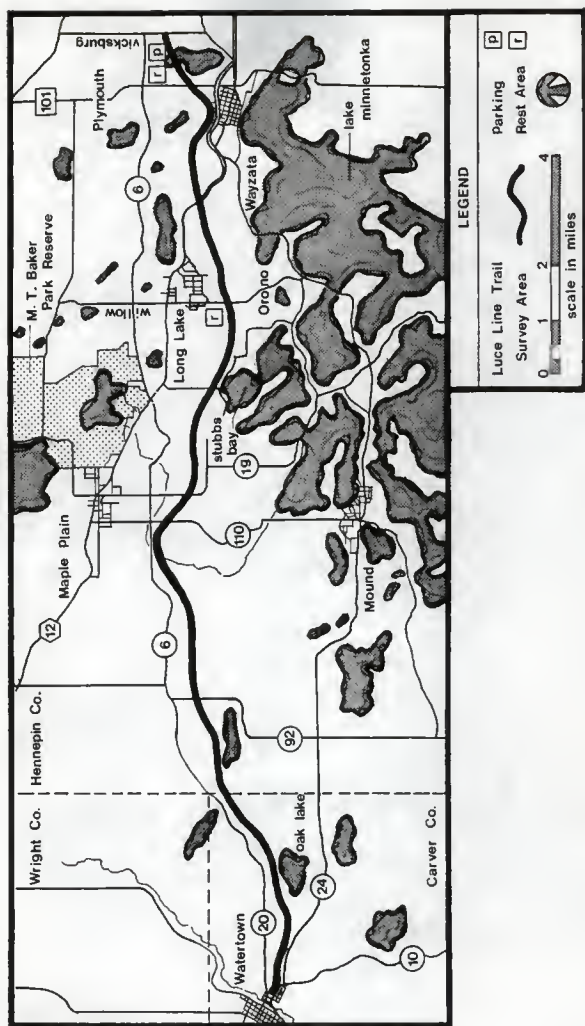 Wright Co.
Hennepin Co.
12
Maple Plain
M. T. Baker
Park Reserve
101
Plymouth
vicksburg
r
p
6
6
willow
Long Lake
r
Wayzata
lake
minnetonka
Orono
stubbs
bay
19
110
Mound
92
oak lake
24
20
Watertown
10
Carver Co.
LEGEND
Luce Line Trail
Survey Area
Parking
p
Rest Area
r
0
1
2
4
scale in miles